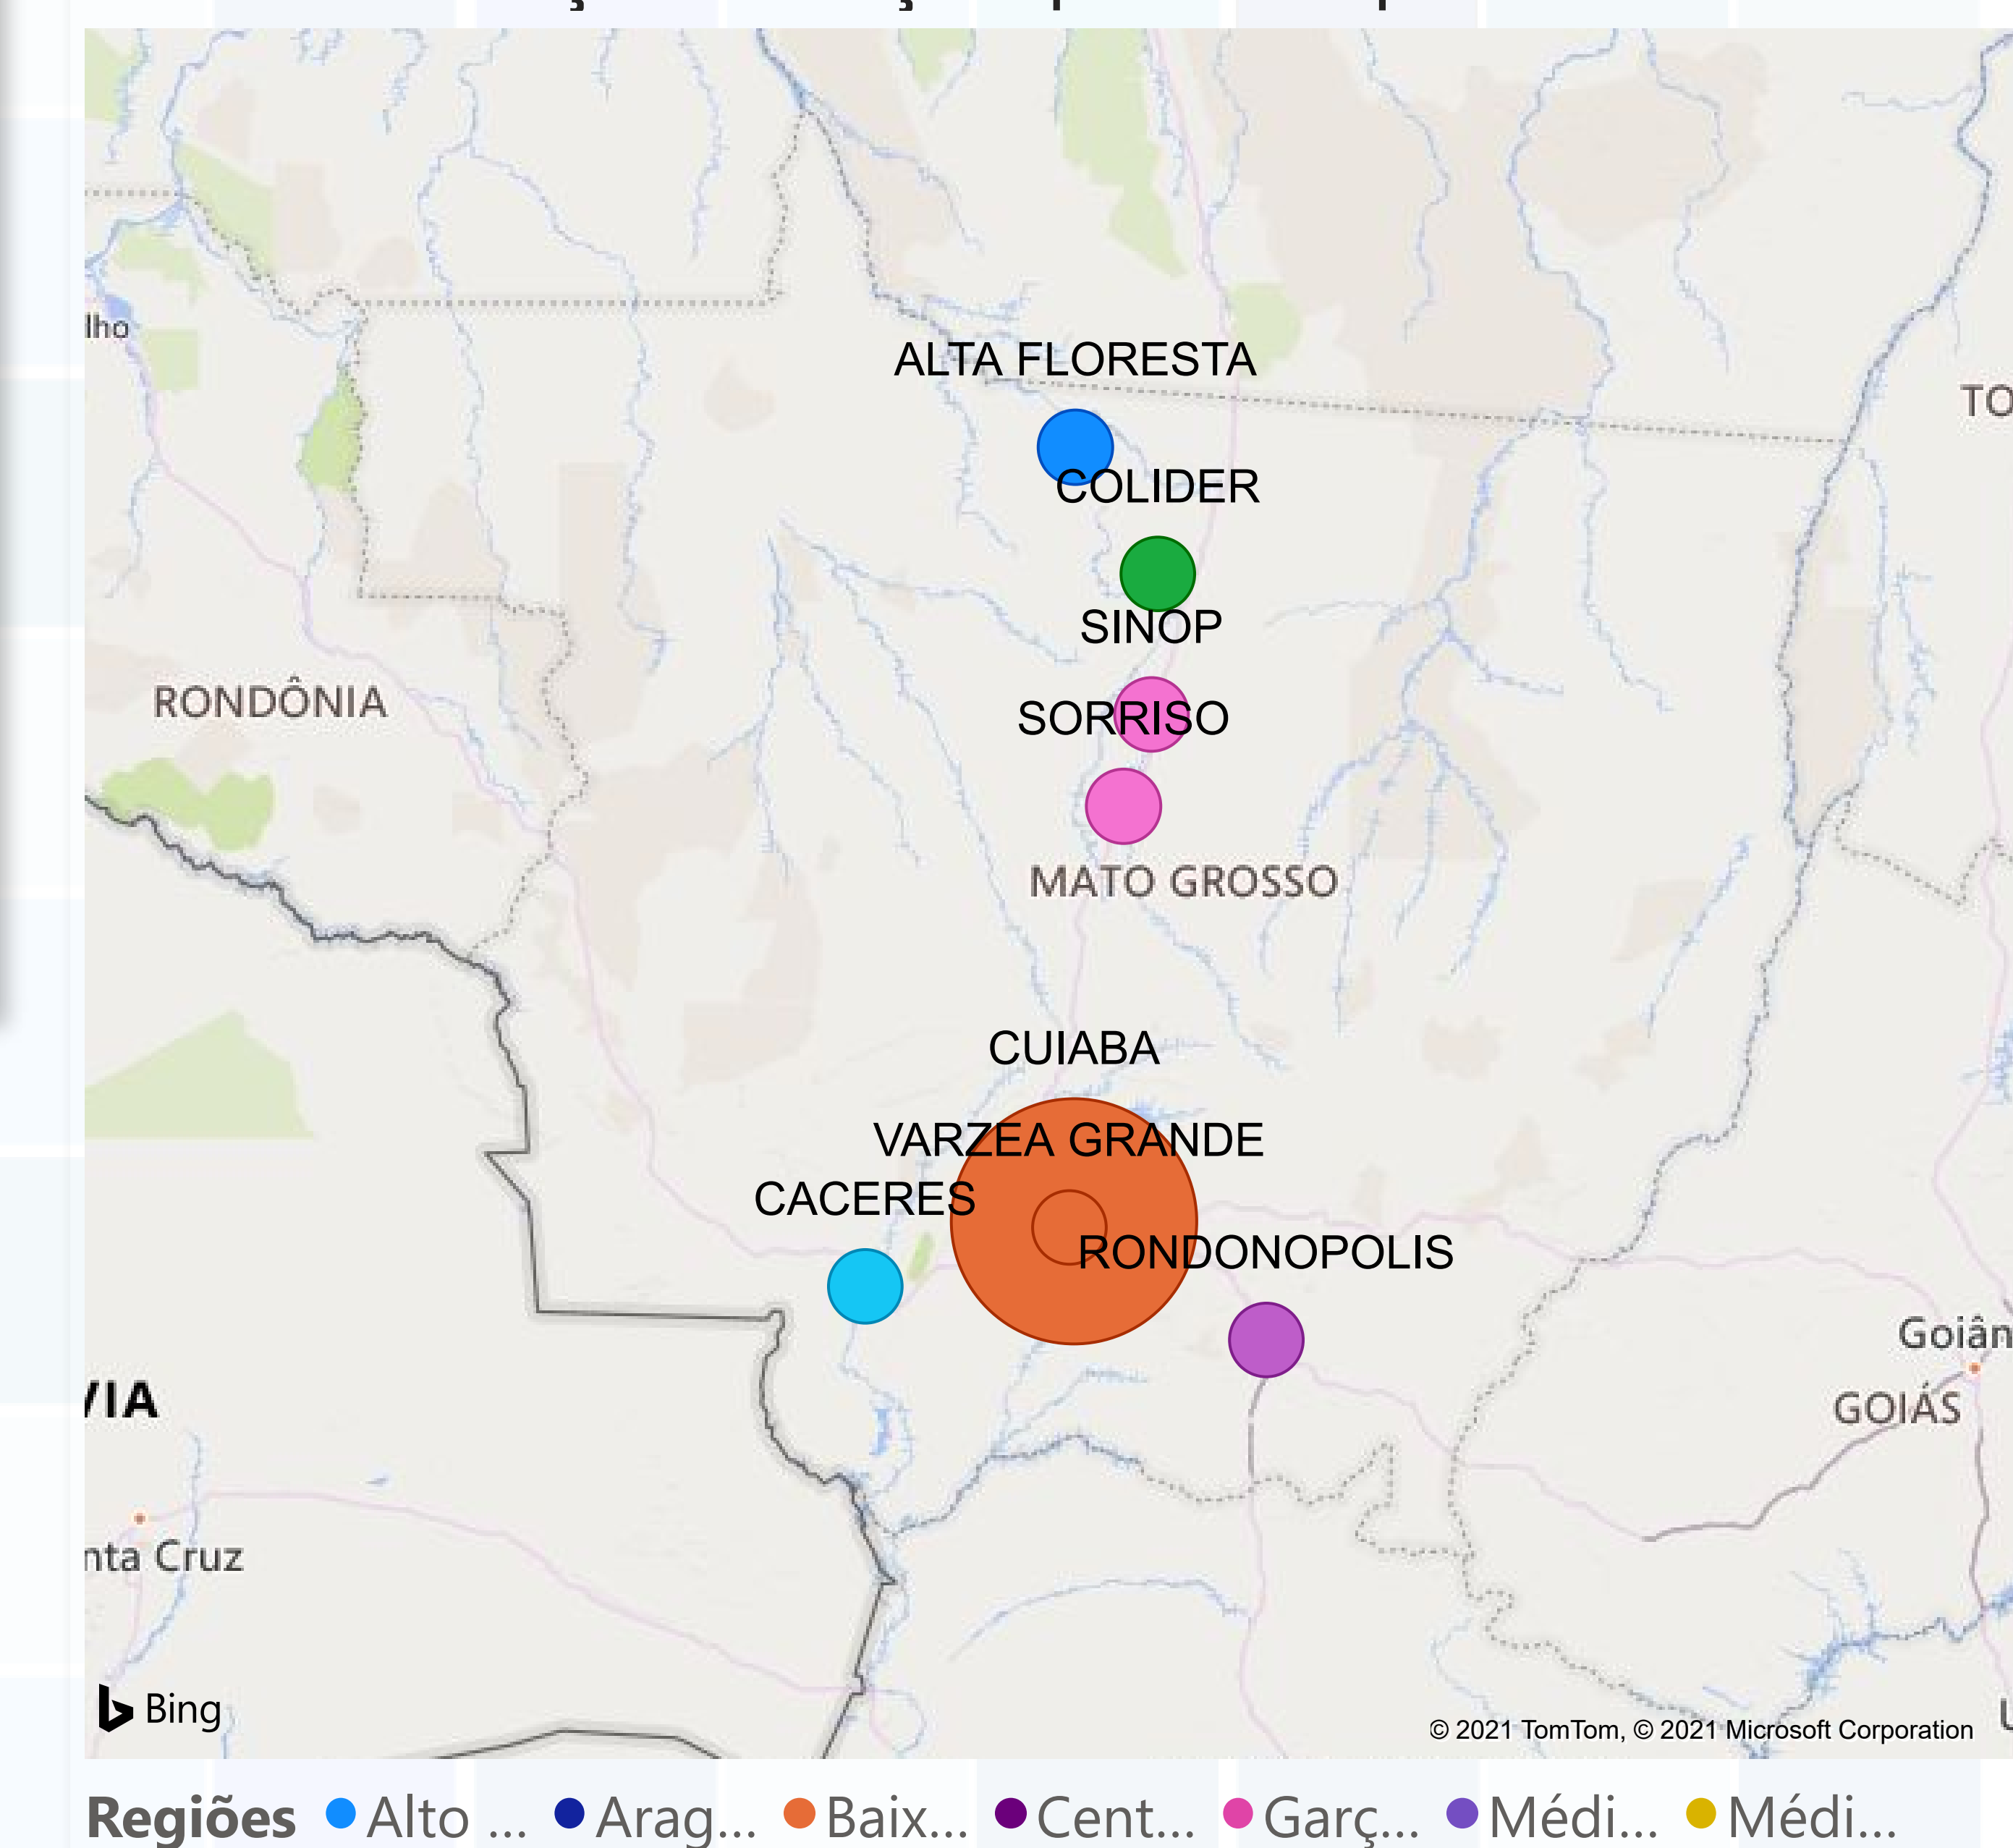 lho
ALTA FLORESTA
TO
COLIDER
SINOP
RONDÔNIA
SORRISO
MATO GROSSO
CUIABA
VARZEA GRANDE
CACERES
RONDONOPOLIS
Goiân
VIA
GOIÁS
nta Cruz
Bing
© 2021 TomTom, © 2021 Microsoft Corporation
Regiões Alto ... Arag... Baix... Cent... Garç... Médi... Médi...